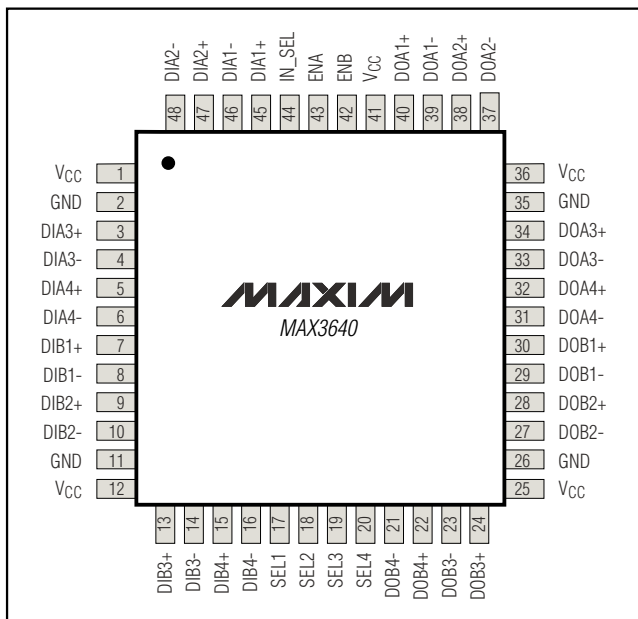 DIA2-
DIA2+
DIA1-
DIA1+
IN_SEL
ENA
ENB
VCC
DOA1+
DOA1-
DOA2+
DOA2-
48
47
46
45
44
43
42
41
40
39
38
37
VCC 1
GND 2
DIA3+ 3
DIA3- 4
DIA4+ 5
DIA4- 6
DIB1+ 7
DIB1- 8
DIB2+ 9
DIB2- 10
GND 11
VCC 12
MAXIM
MAX3640
36 VCC
35 GND
34 DOA3+
33 DOA3-
32 DOA4+
31 DOA4-
30 DOB1+
29 DOB1-
28 DOB2+
27 DOB2-
26 GND
25 VCC
13
14
15
16
17
18
19
20
21
22
23
24
DIB3+
DIB3-
DIB4+
DIB4-
SEL1
SEL2
SEL3
SEL4
DOB4-
DOB4+
DOB3-
DOB3+